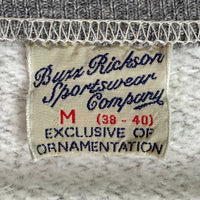 Buzz Rickson
Sportswear
Company
M (38 - 40)
EXCLUSIVE OF
ORNAMENTATION